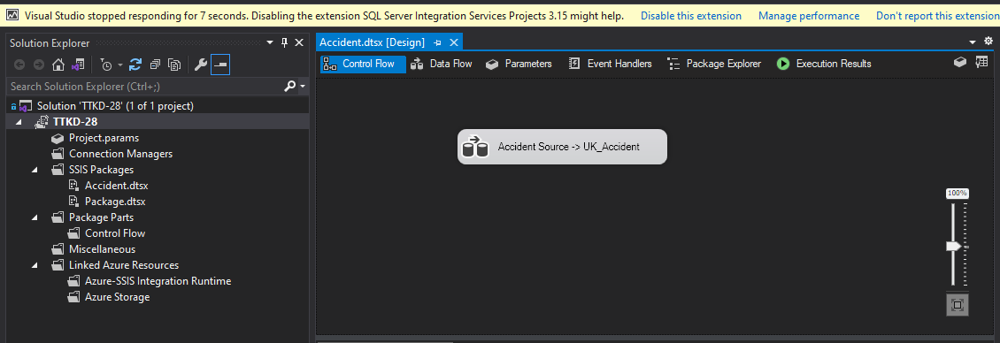 Visual Studio stopped responding for 7 seconds. Disabling the extension SQL Server Integration Services Projects 3.15 might help. Disable this extension Manage performance Don't report this extension
Solution Explorer
Search Solution Explorer (Ctrl+;)
Solution 'TTKD-28' (1 of 1 project)
TTKD-28
Project.params
Connection Managers
SSIS Packages
Accident.dtsx
Package.dtsx
Package Parts
Control Flow
Miscellaneous
Linked Azure Resources
Azure-SSIS Integration Runtime
Azure Storage
Accident.dtsx [Design]
Control Flow Data Flow Parameters Event Handlers Package Explorer Execution Results
Accident Source -> UK_Accident
100%